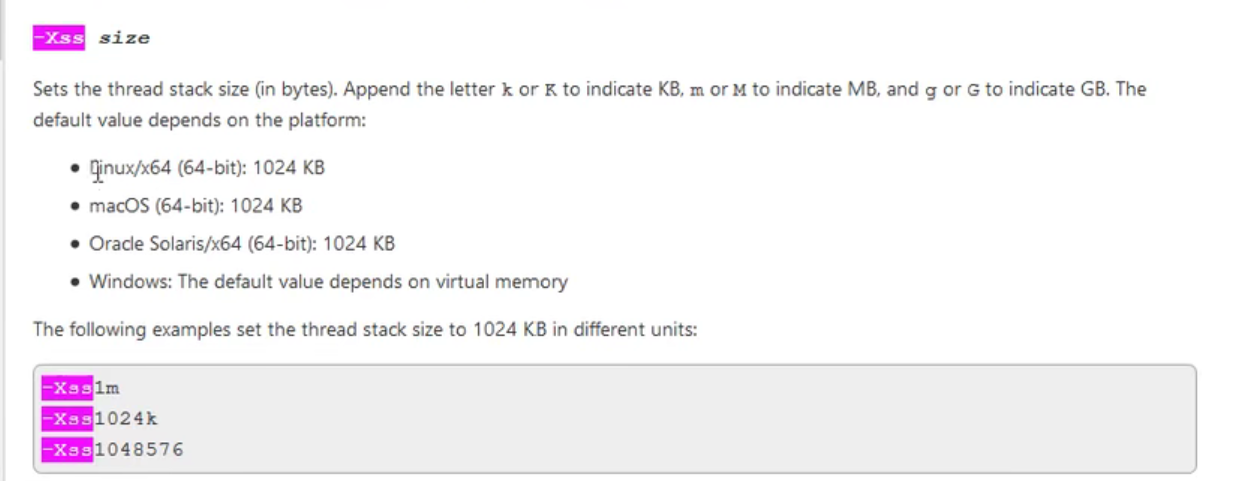 -Xss size
Sets the thread stack size (in bytes). Append the letter k or K to indicate KB, m or M to indicate MB, and g or G to indicate GB. The
default value depends on the platform:
• Linux/x64 (64-bit): 1024 KB
• macOS (64-bit): 1024 KB
• Oracle Solaris/x64 (64-bit): 1024 KB
• Windows: The default value depends on virtual memory
The following examples set the thread stack size to 1024 KB in different units:
-Xss1m
-Xss1024k
-Xss1048576